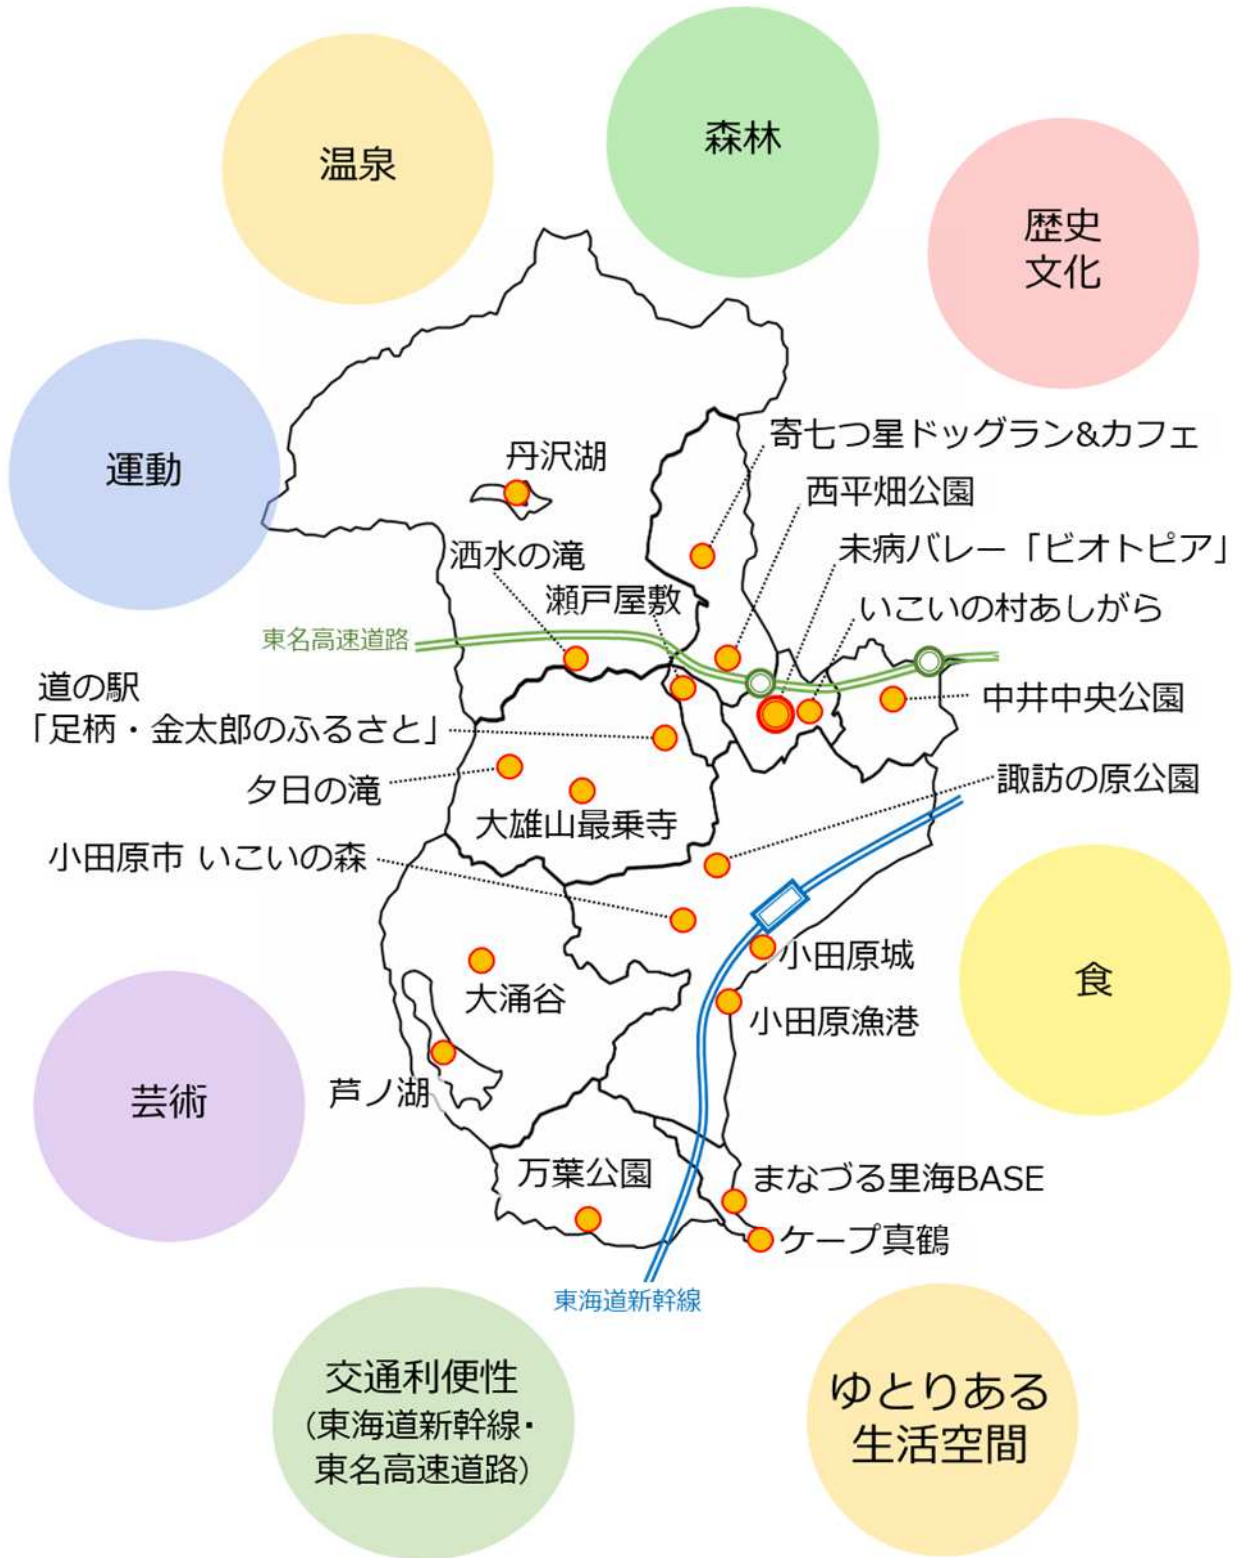 温泉
森林
歴史
文化
運動
寄七つ星ドッグラン&カフェ
丹沢湖
西平畑公園
洒水の滝
未病バレー「ビオトピア」
瀬戸屋敷
いこいの村あしがら
東名高速道路
道の駅
「足柄・金太郎のふるさと」
中井中央公園
夕日の滝
諏訪の原公園
大雄山最乗寺
小田原市 いこいの森
小田原城
食
大涌谷
小田原漁港
芦ノ湖
芸術
万葉公園
まなづる里海BASE
ケープ真鶴
東海道新幹線
交通利便性
(東海道新幹線・
東名高速道路)
ゆとりある
生活空間